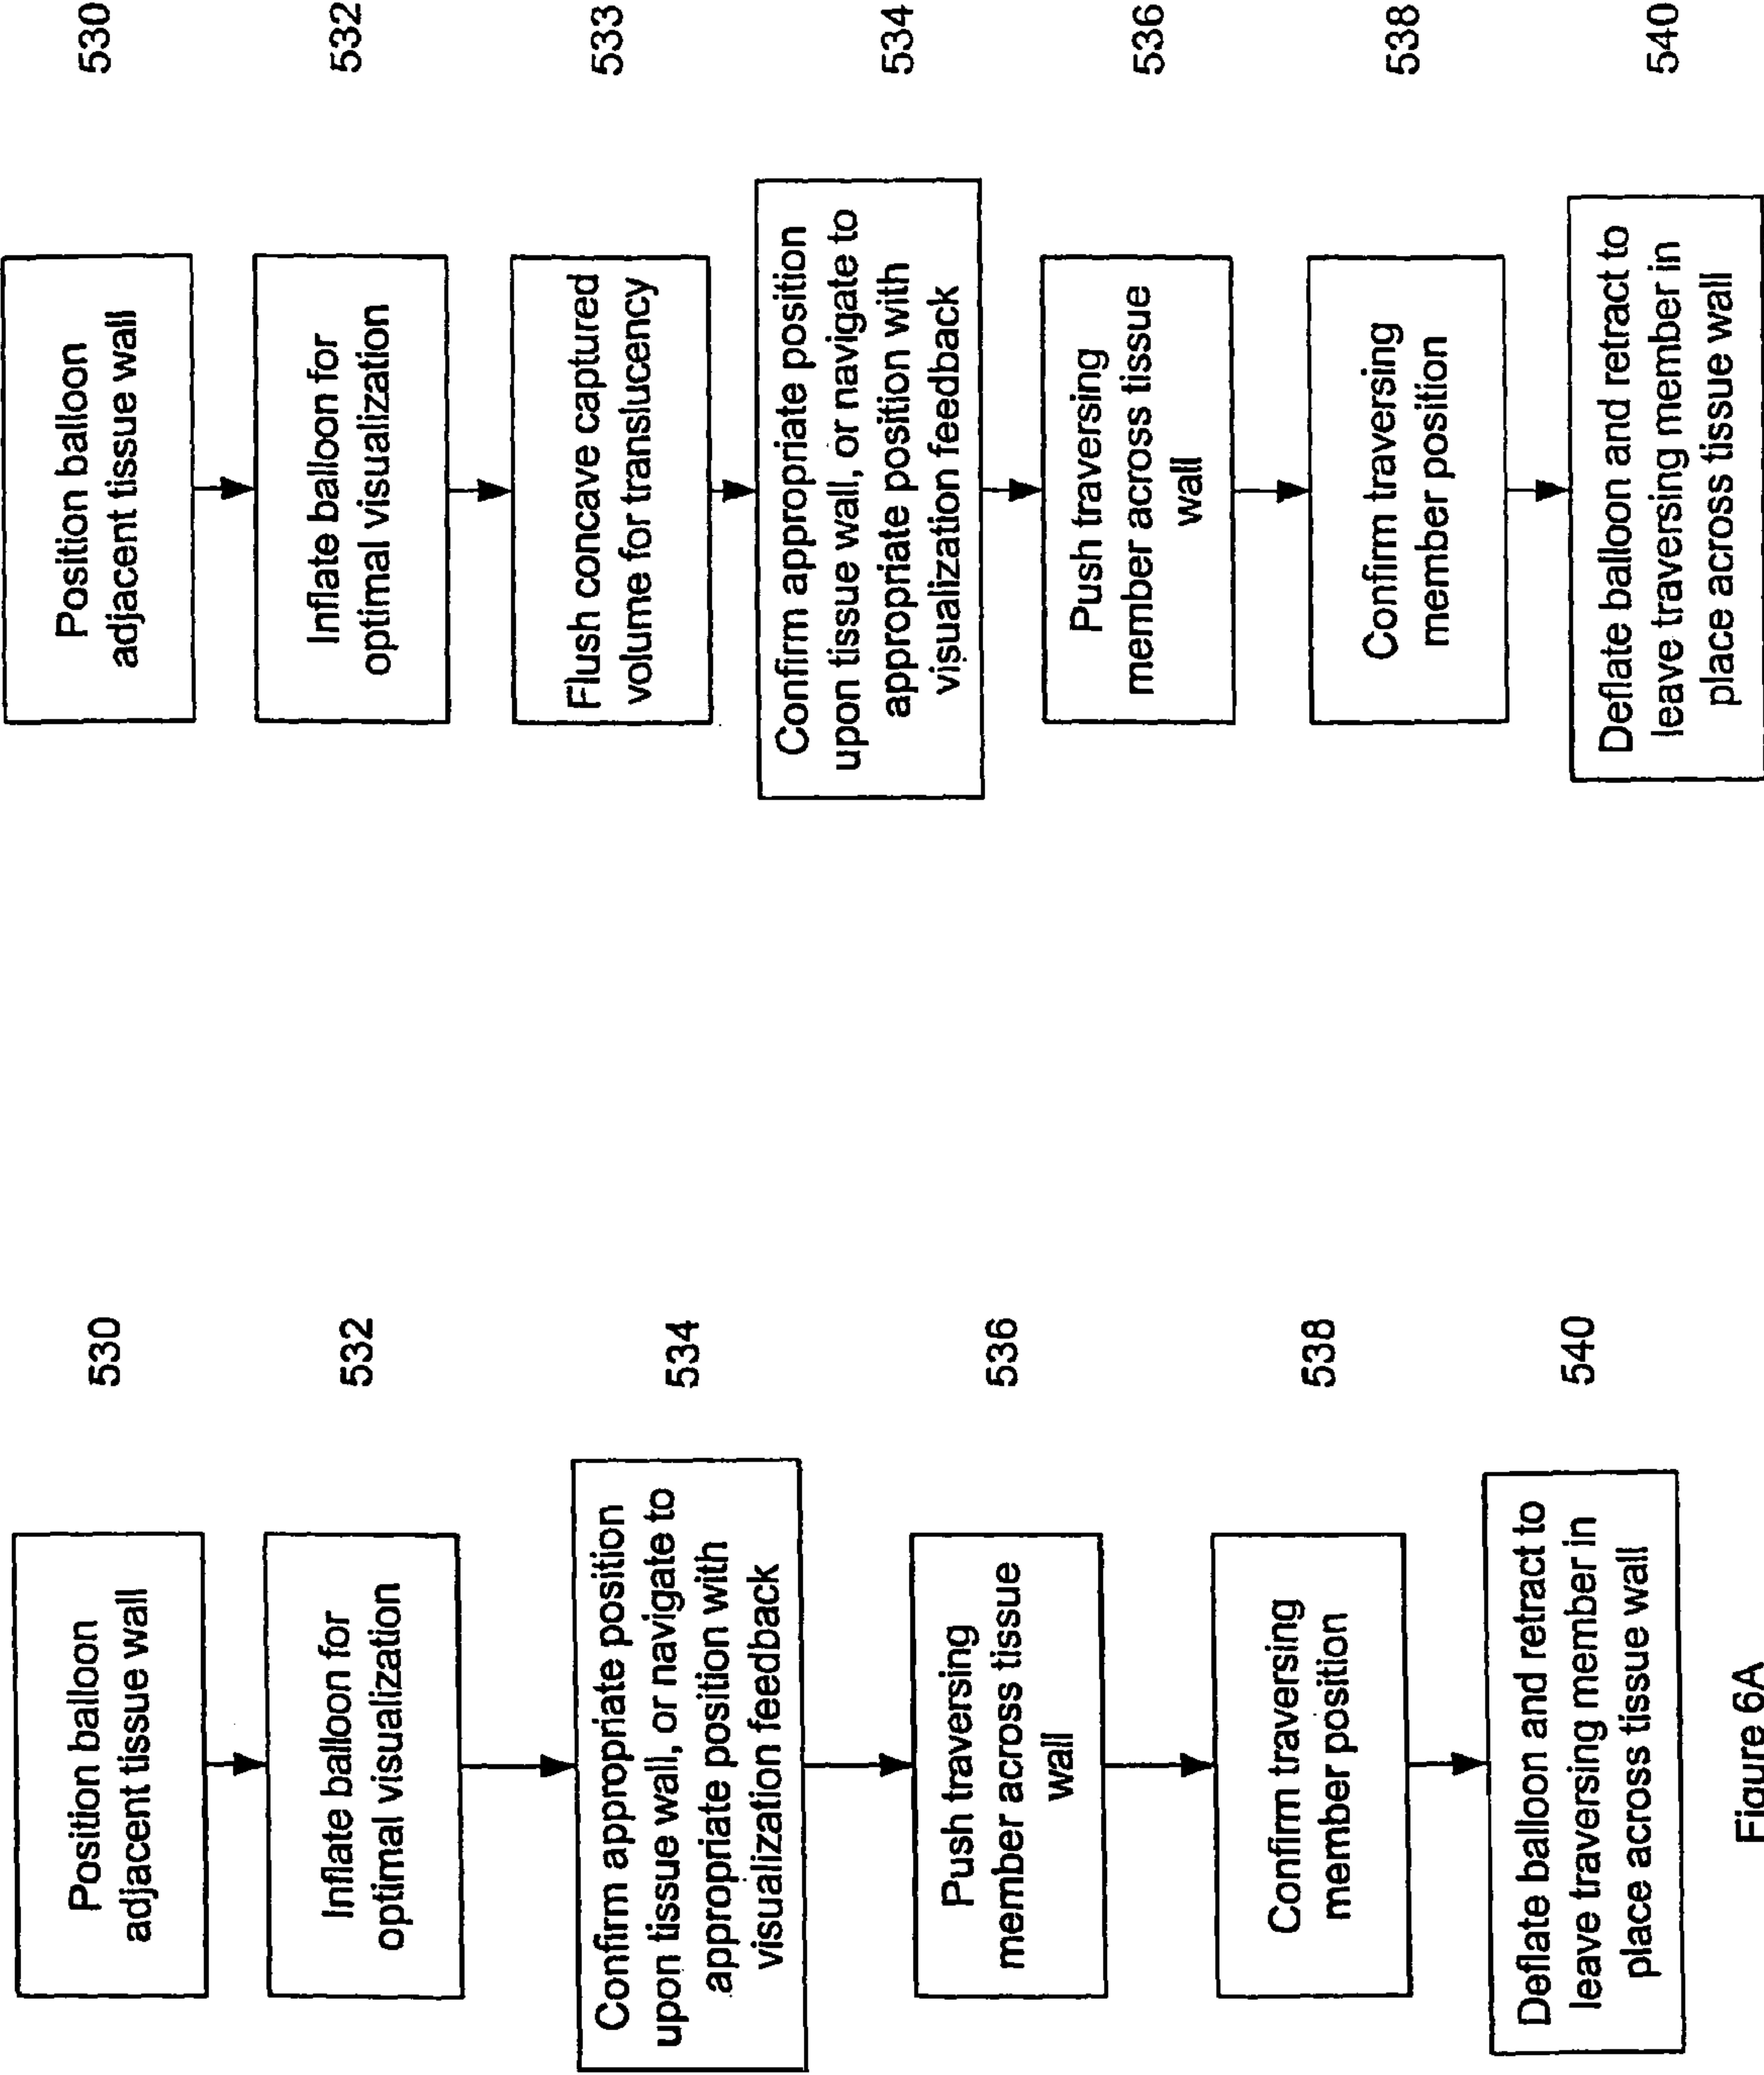 Position balloon
adjacent tissue wall
530
Inflate balloon for
optimal visualization
532
Confirm appropriate position
upon tissue wall, or navigate to
appropriate position with
visualization feedback
534
Push traversing
member across tissue
wall
536
Confirm traversing
member position
538
Deflate balloon and retract to
leave traversing member in
place across tissue wall
540
Figure 6A
Position balloon
adjacent tissue wall
530
Inflate balloon for
optimal visualization
532
Flush concave captured
volume for translucency
533
Confirm appropriate position
upon tissue wall, or navigate to
appropriate position with
visualization feedback
534
Push traversing
member across tissue
wall
536
Confirm traversing
member position
538
Deflate balloon and retract to
leave traversing member in
place across tissue wall
540